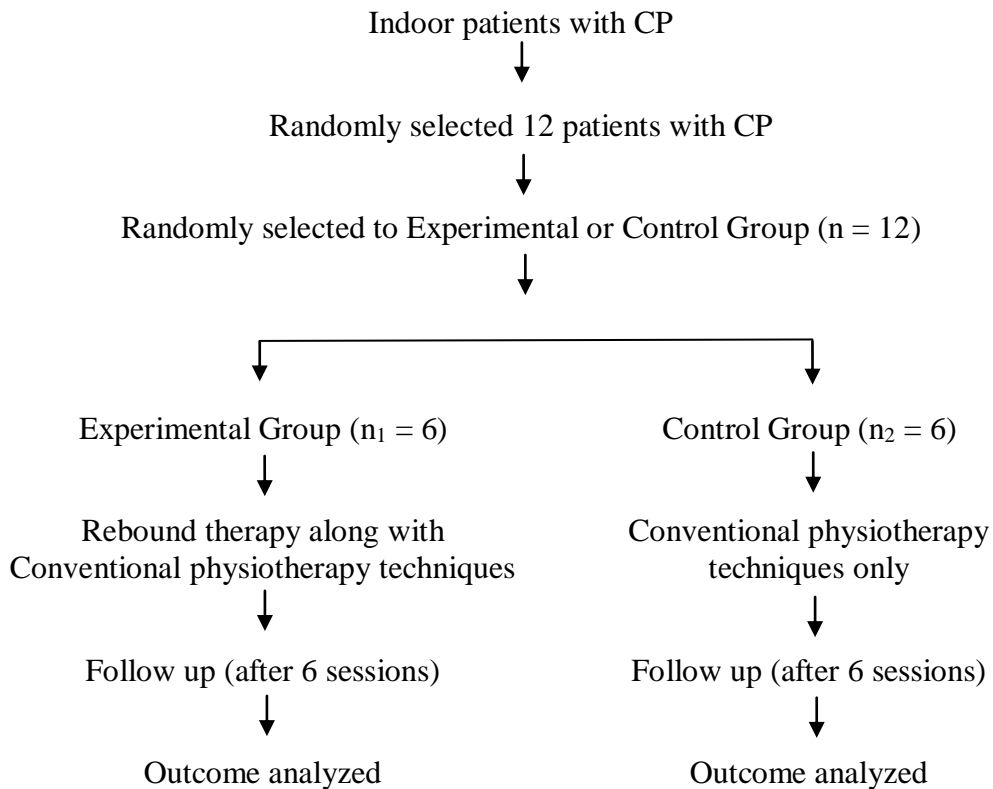 Indoor patients with CP
Randomly selected 12 patients with CP
Randomly selected to Experimental or Control Group (n = 12)
Experimental Group (n₁ = 6)
Control Group (n₂ = 6)
Rebound therapy along with
Conventional physiotherapy techniques
Conventional physiotherapy
techniques only
Follow up (after 6 sessions)
Follow up (after 6 sessions)
Outcome analyzed
Outcome analyzed